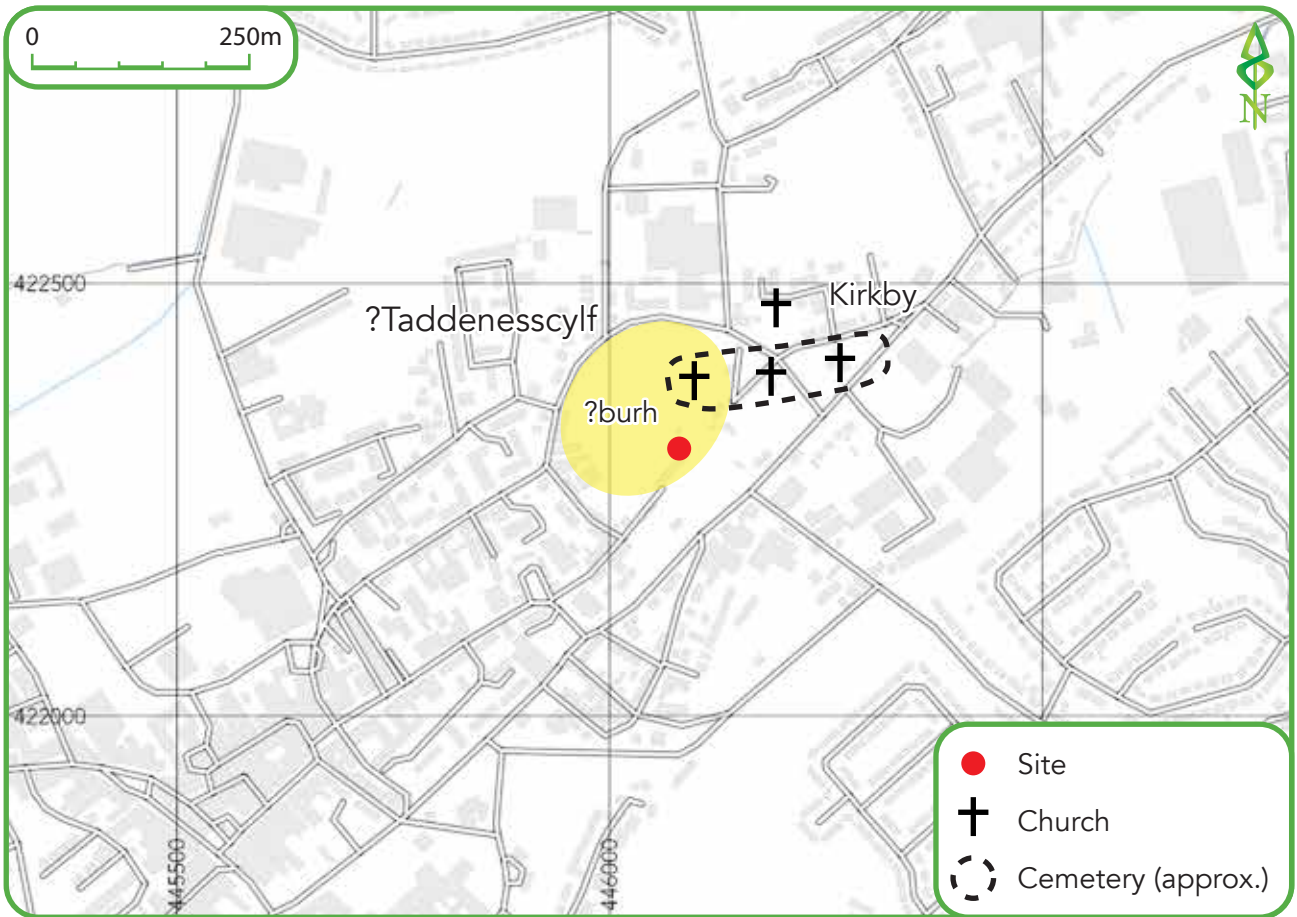 0 250m
N
422500
?Taddenesscylf
Kirkby
?burh
422000
445500
446000
Site
Church
Cemetery (approx.)